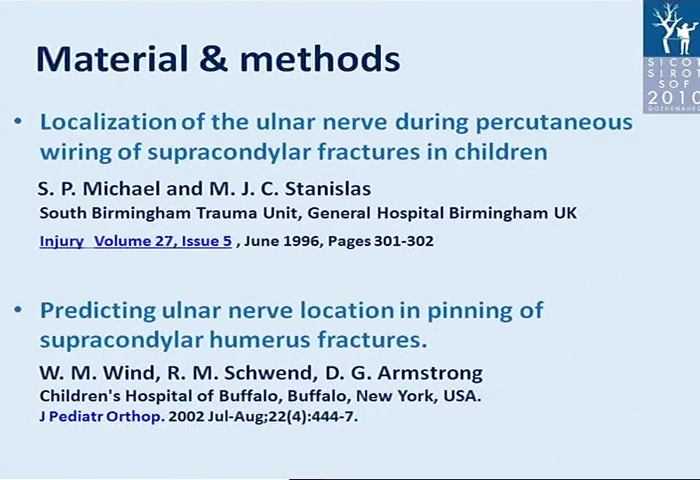 Material & methods
SICOT
SIROT
SOF
2010
GOTHENBURG
• Localization of the ulnar nerve during percutaneous
wiring of supracondylar fractures in children
S. P. Michael and M. J. C. Stanislas
South Birmingham Trauma Unit, General Hospital Birmingham UK
Injury Volume 27, Issue 5 , June 1996, Pages 301-302
• Predicting ulnar nerve location in pinning of
supracondylar humerus fractures.
W. M. Wind, R. M. Schwend, D. G. Armstrong
Children's Hospital of Buffalo, Buffalo, New York, USA.
J Pediatr Orthop. 2002 Jul-Aug;22(4):444-7.